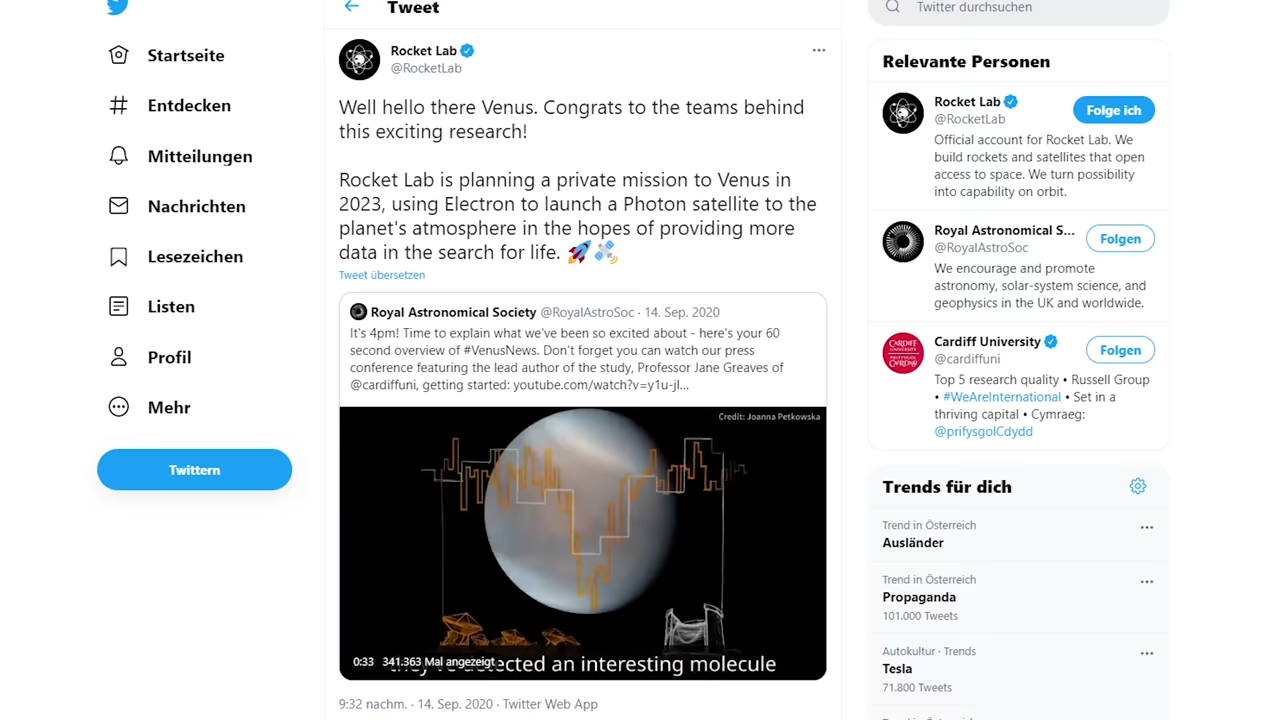 Startseite
Entdecken
Mitteilungen
Nachrichten
Lesezeichen
Listen
Profil
Mehr
Twittern
Tweet
Rocket Lab
@RocketLab
Well hello there Venus. Congrats to the teams behind
this exciting research!
Rocket Lab is planning a private mission to Venus in
2023, using Electron to launch a Photon satellite to the
planet's atmosphere in the hopes of providing more
data in the search for life. 🚀🛰️
Tweet übersetzen
Royal Astronomical Society @RoyalAstroSoc · 14. Sep. 2020
It's 4pm! Time to explain what we've been so excited about - here's your 60
second overview of #VenusNews. Don't forget you can watch our press
conference featuring the lead author of the study, Professor Jane Greaves of
@cardiffuni, getting started: youtube.com/watch?v=y1u-jI...
Credit: Joanna Petkowska
0:33 341.363 Mal angezeigt
they've detected an interesting molecule
9:32 nachm. · 14. Sep. 2020 · Twitter Web App
Twitter durchsuchen
Relevante Personen
Rocket Lab
@RocketLab
Folge ich
Official account for Rocket Lab. We
build rockets and satellites that open
access to space. We turn possibility
into capability on orbit.
Royal Astronomical S...
@RoyalAstroSoc
Folgen
We encourage and promote
astronomy, solar-system science, and
geophysics in the UK and worldwide.
Cardiff University
@cardiffuni
Folgen
Top 5 research quality • Russell Group
• #WeAreInternational • Set in a
thriving capital • Cymraeg:
@prifysgolCdydd
Trends für dich
Trend in Österreich
Ausländer
Trend in Österreich
Propaganda
101.000 Tweets
Autokultur · Trends
Tesla
71.800 Tweets